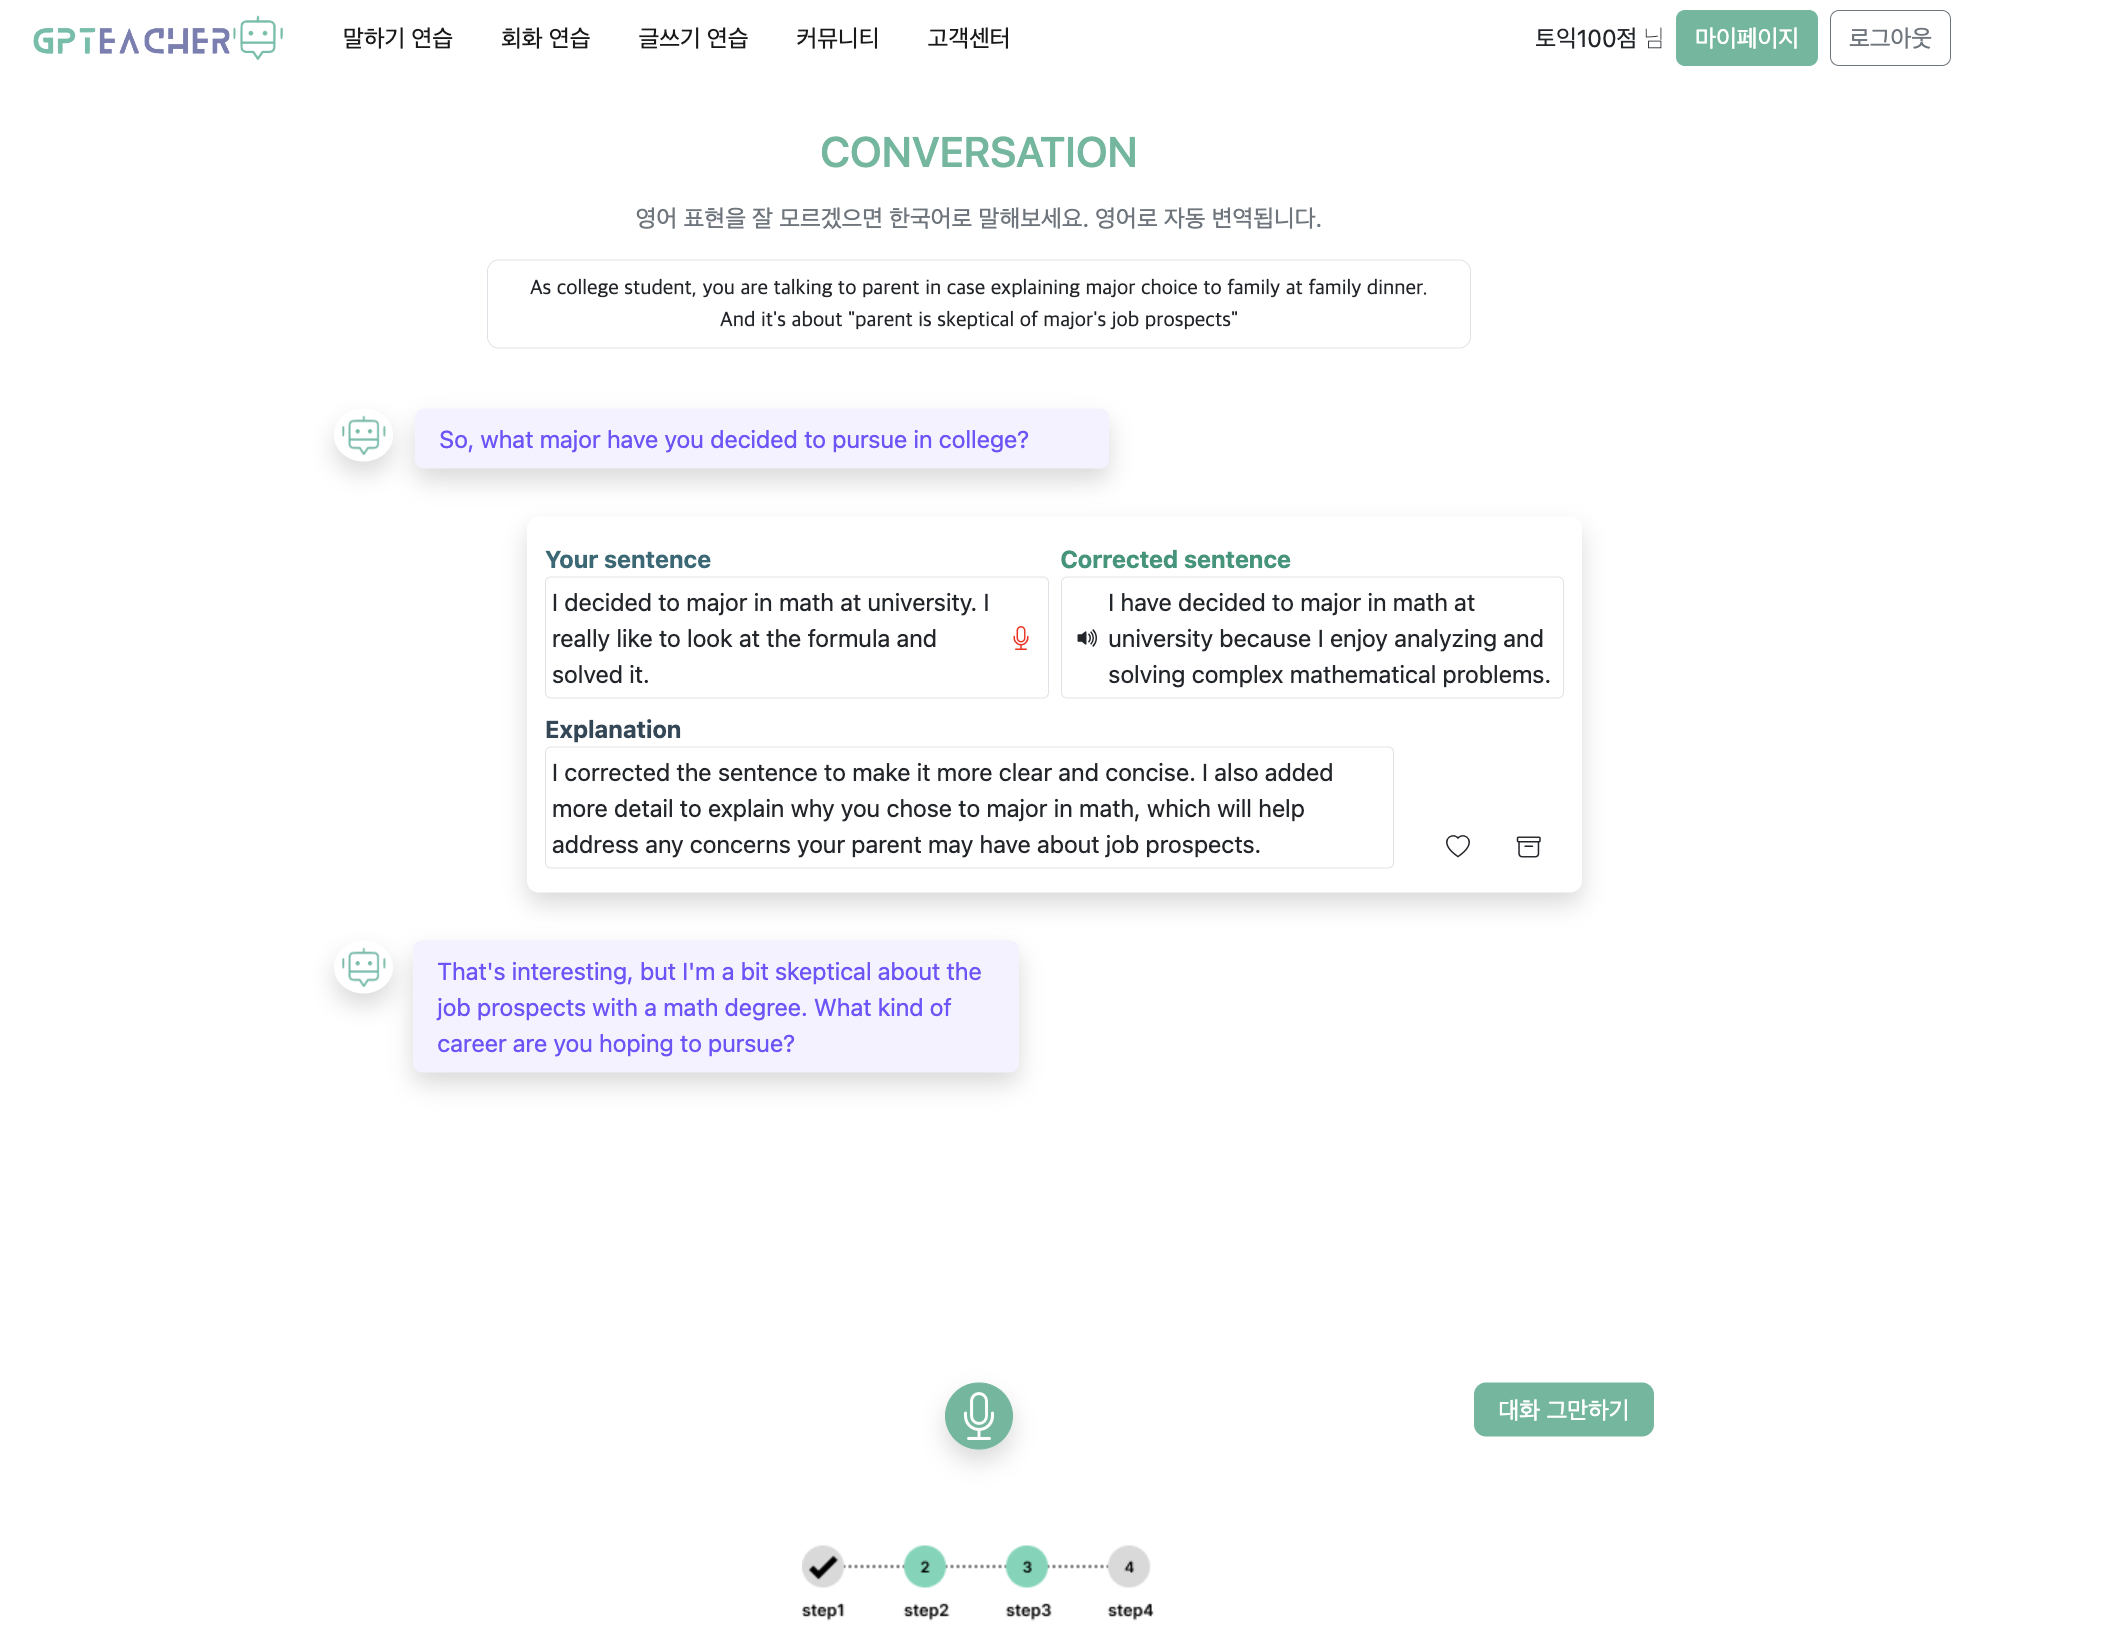 GPTEACHER
말하기 연습 회화 연습 글쓰기 연습 커뮤니티 고객센터
토익100점 님 마이페이지 로그아웃
CONVERSATION
영어 표현을 잘 모르겠으면 한국어로 말해보세요. 영어로 자동 변역됩니다.
As college student, you are talking to parent in case explaining major choice to family at family dinner.
And it's about "parent is skeptical of major's job prospects"
So, what major have you decided to pursue in college?
Your sentence
I decided to major in math at university. I
really like to look at the formula and
solved it.
Corrected sentence
I have decided to major in math at
university because I enjoy analyzing and
solving complex mathematical problems.
Explanation
I corrected the sentence to make it more clear and concise. I also added
more detail to explain why you chose to major in math, which will help
address any concerns your parent may have about job prospects.
That's interesting, but I'm a bit skeptical about the
job prospects with a math degree. What kind of
career are you hoping to pursue?
대화 그만하기
2 3 4
step1 step2 step3 step4